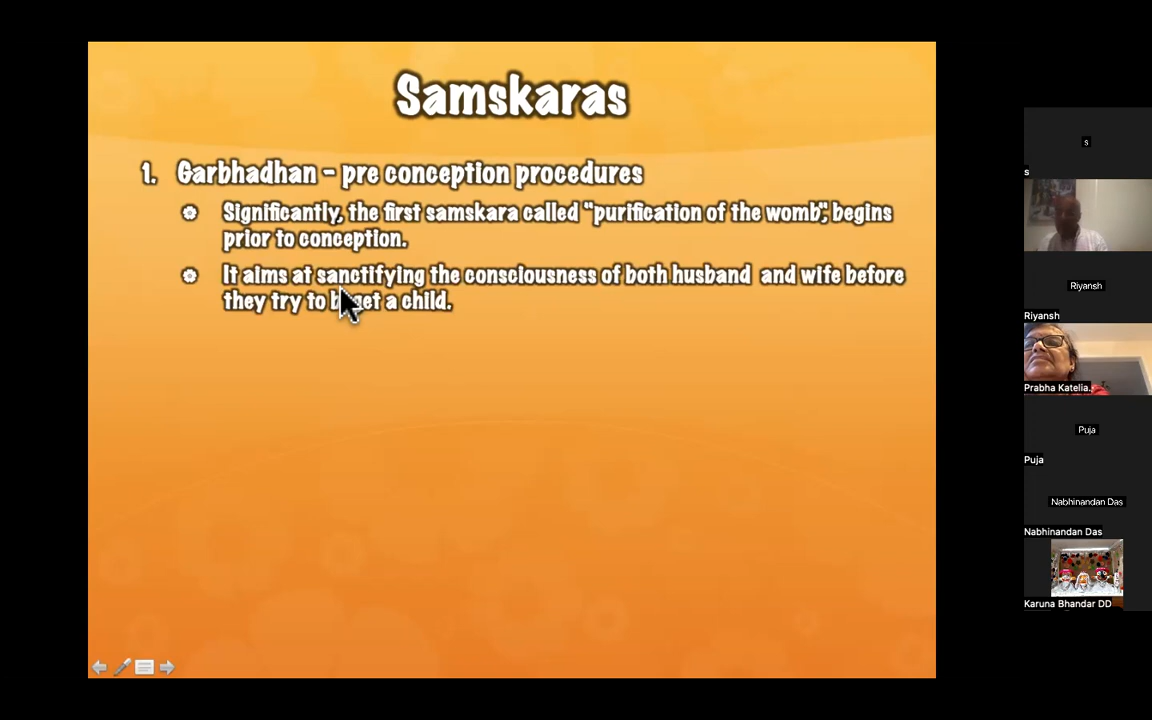 Samskaras
1. Garbhadhan - pre conception procedures
Significantly, the first samskara called "purification of the womb", begins
prior to conception.
It aims at sanctifying the consciousness of both husband and wife before
they try to beget a child.
s
s
Riyansh
Riyansh
Prabha Katelia.
Puja
Puja
Nabhinandan Das
Nabhinandan Das
Karuna Bhandar DD